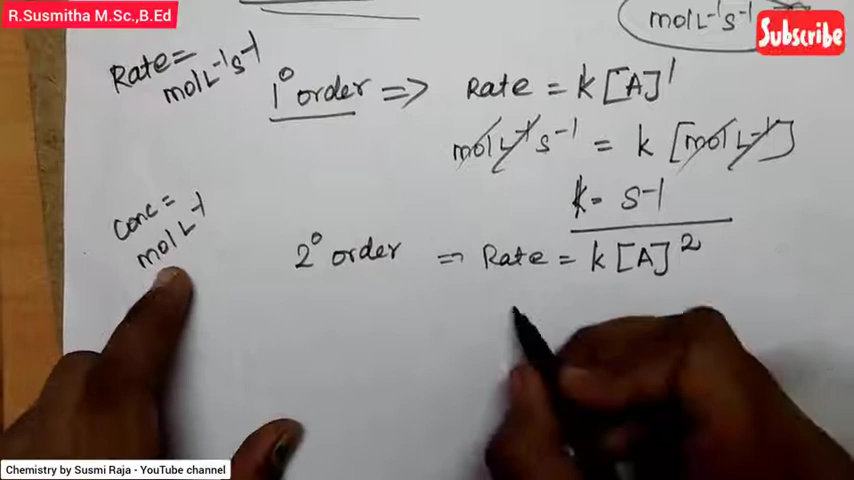 R.Susmitha M.Sc.,B.Ed
mol L⁻¹ s⁻¹
Subscribe
Rate =
mol L⁻¹ s⁻¹
1° order => Rate = k [A]¹
mol L⁻¹ s⁻¹ = k [mol L⁻¹]
k = s⁻¹
Conc =
mol L⁻¹
2° order => Rate = k [A]²
Chemistry by Susmi Raja - YouTube channel